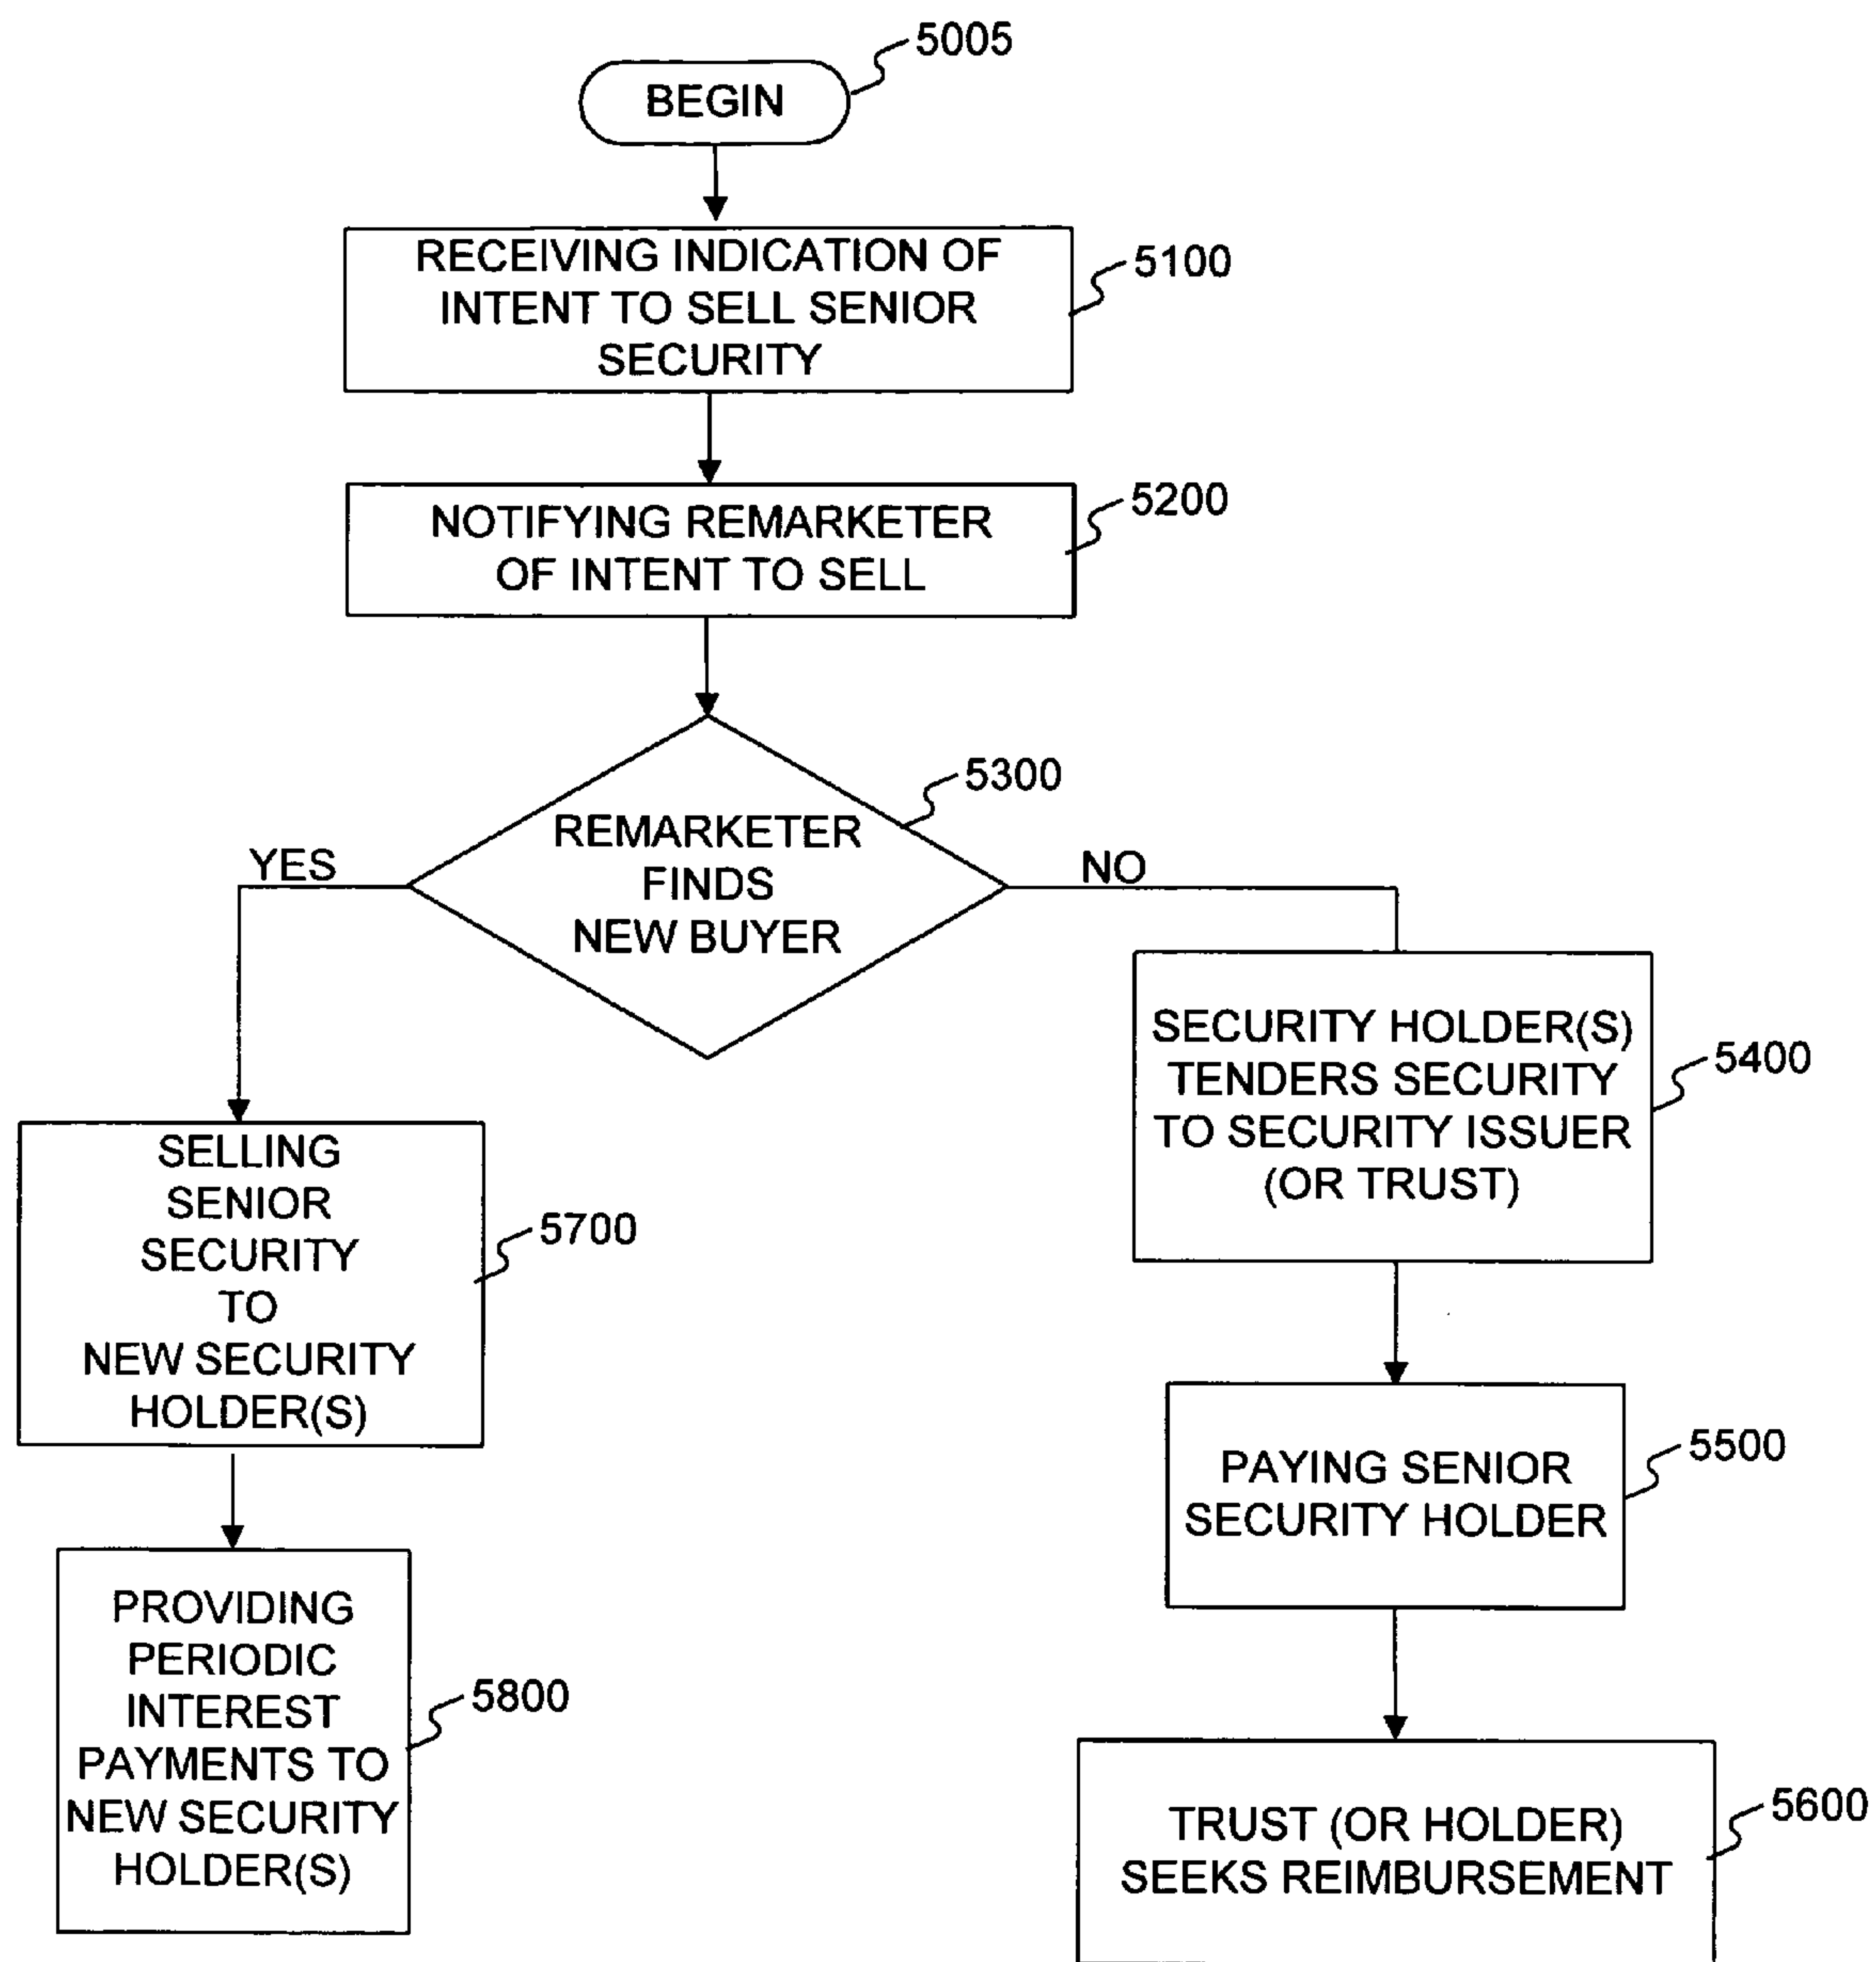 BEGIN
5005
RECEIVING INDICATION OF
INTENT TO SELL SENIOR
SECURITY
5100
NOTIFYING REMARKETER
OF INTENT TO SELL
5200
REMARKETER
FINDS
NEW BUYER
5300
YES
NO
SECURITY HOLDER(S)
TENDERS SECURITY
TO SECURITY ISSUER
(OR TRUST)
5400
SELLING
SENIOR
SECURITY
TO
NEW SECURITY
HOLDER(S)
5700
PAYING SENIOR
SECURITY HOLDER
5500
PROVIDING
PERIODIC
INTEREST
PAYMENTS TO
NEW SECURITY
HOLDER(S)
5800
TRUST (OR HOLDER)
SEEKS REIMBURSEMENT
5600